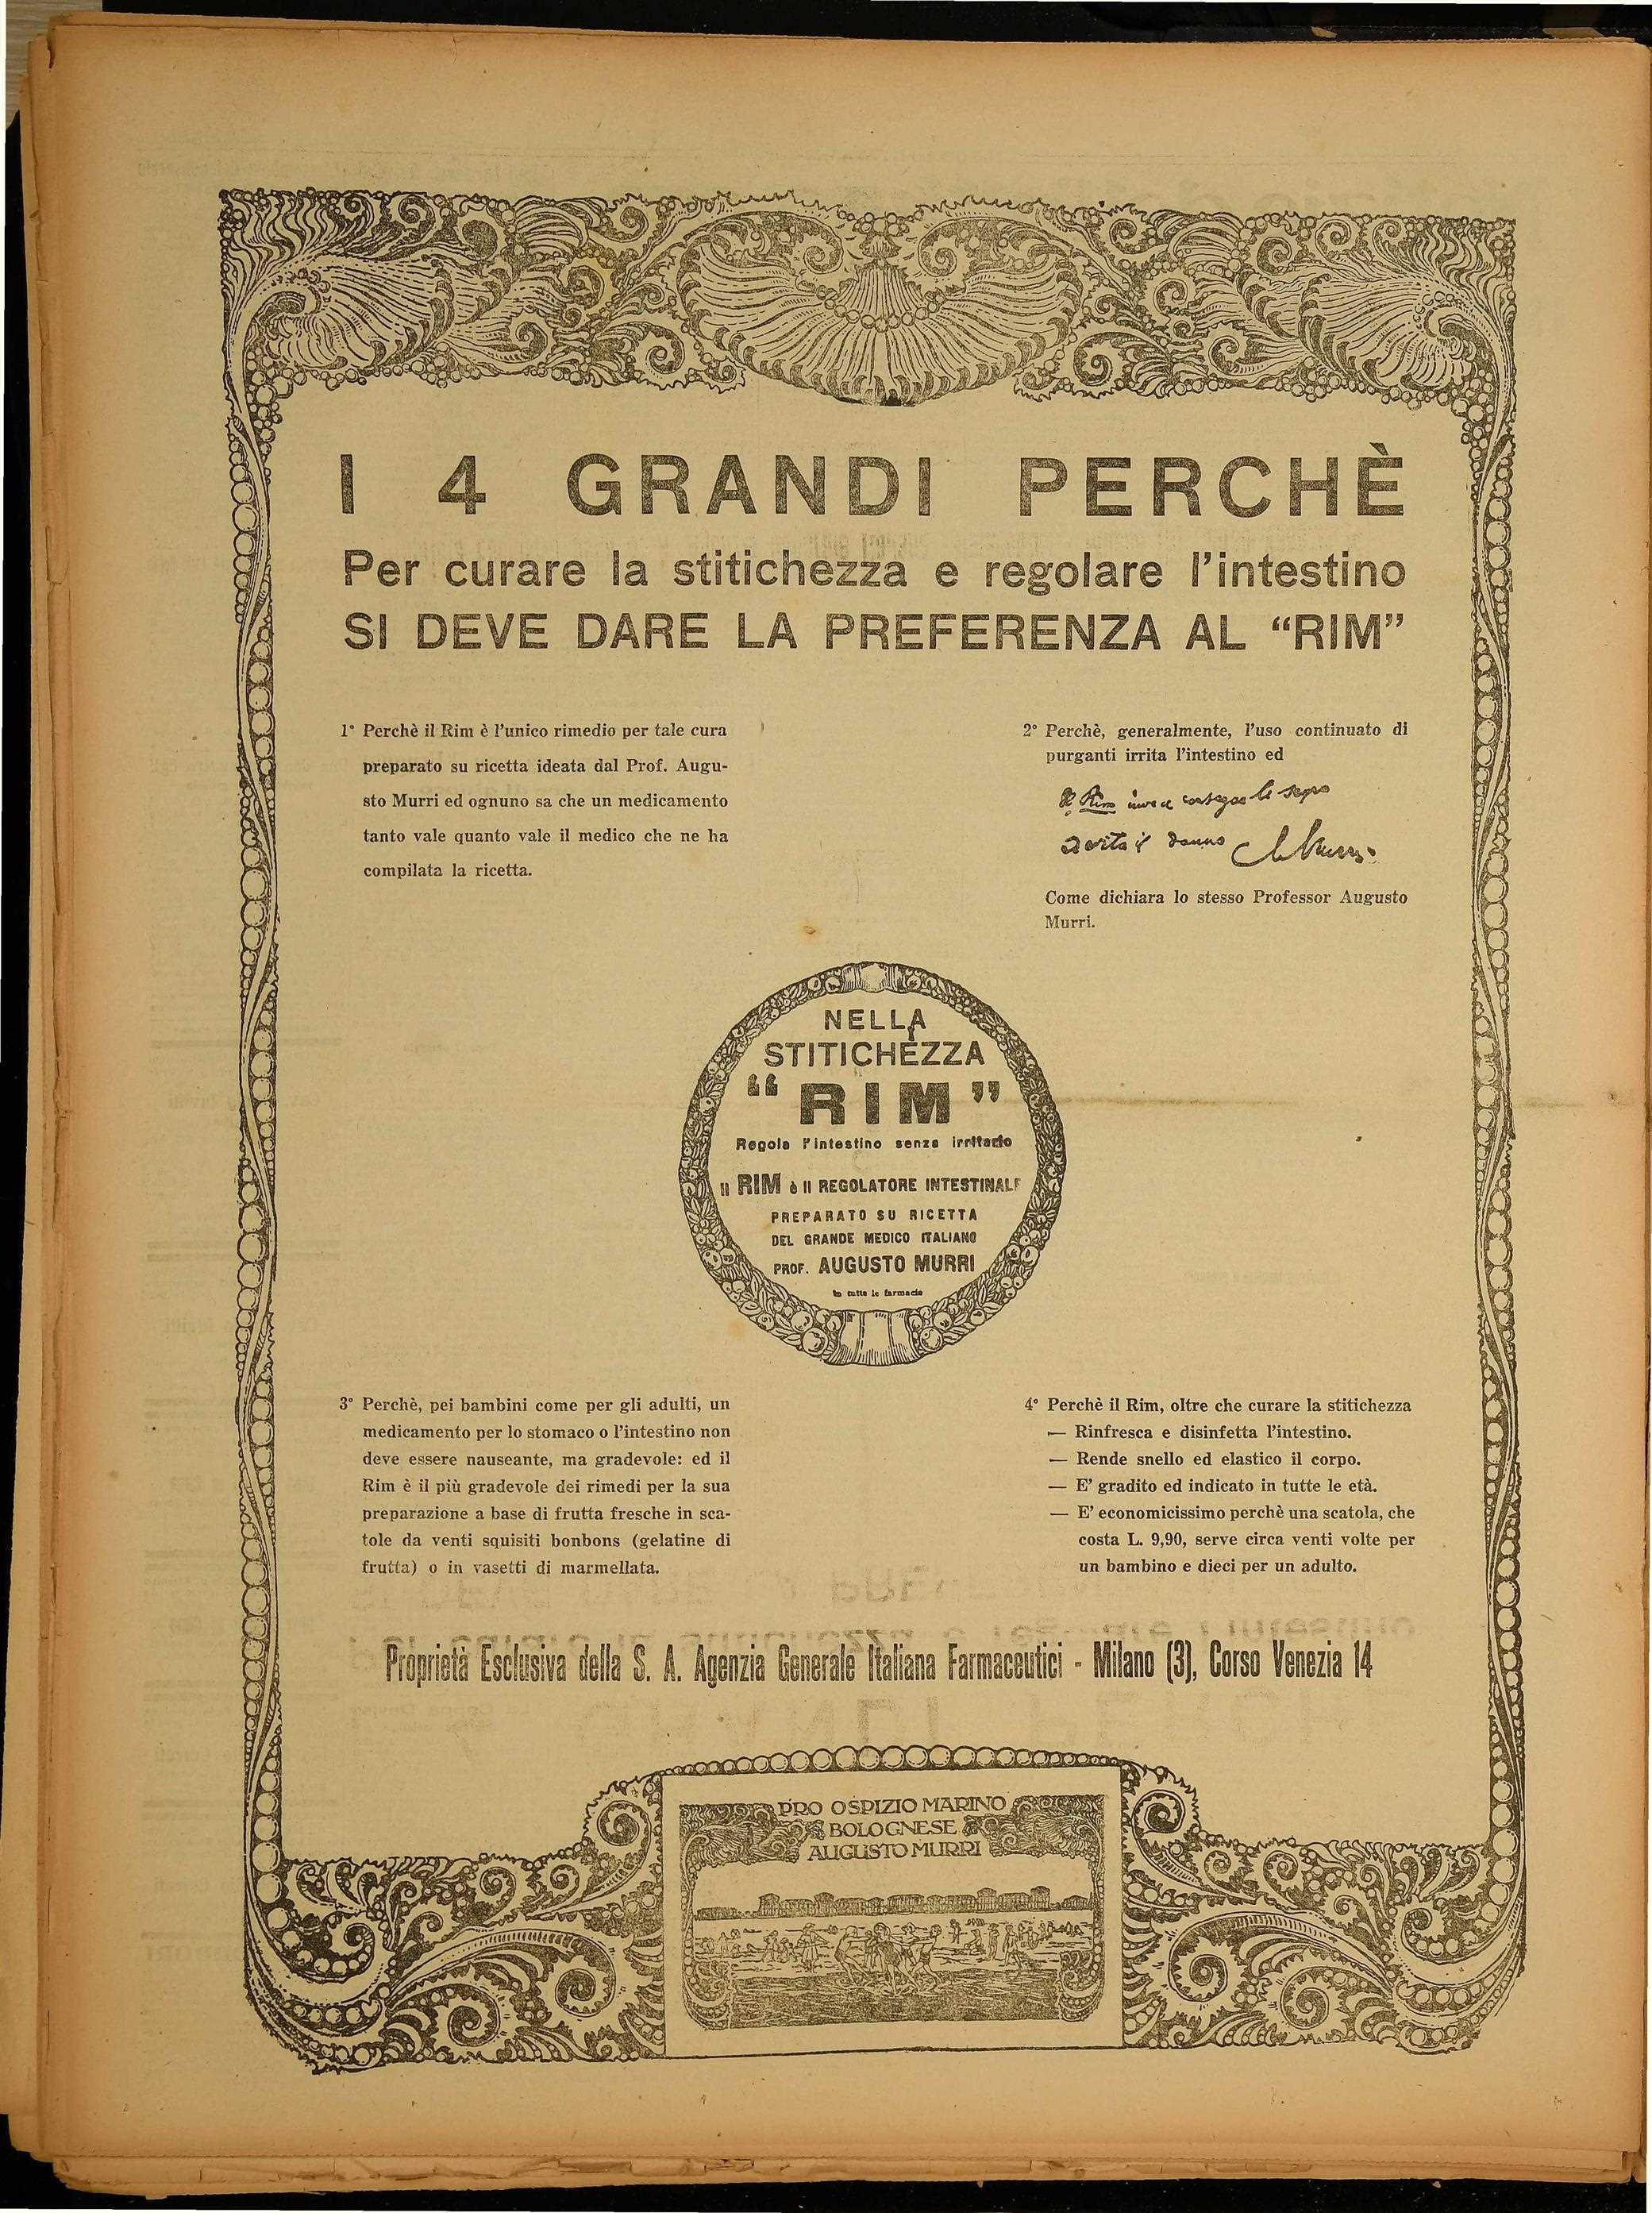 I 4 GRANDI PERCHÈ
Per curare la stitichezza e regolare l'intestino
SI DEVE DARE LA PREFERENZA AL “RIM”
1° Perchè il Rim è l'unico rimedio per tale cura
preparato su ricetta ideata dal Prof. Augu-
sto Murri ed ognuno sa che un medicamento
tanto vale quanto vale il medico che ne ha
compilata la ricetta.
2° Perchè, generalmente, l'uso continuato di
purganti irrita l'intestino ed
Il Rim invece consegue lo scopo
evita il danno AMurri.
Come dichiara lo stesso Professor Augusto
Murri.
NELLA
STITICHEZZA
“RIM”
Regola l'intestino senza irritarlo
Il RIM è Il REGOLATORE INTESTINALE
PREPARATO SU RICETTA
DEL GRANDE MEDICO ITALIANO
PROF. AUGUSTO MURRI
In tutte le farmacie
3° Perchè, pei bambini come per gli adulti, un
medicamento per lo stomaco o l'intestino non
deve essere nauseante, ma gradevole: ed il
Rim è il più gradevole dei rimedi per la sua
preparazione a base di frutta fresche in sca-
tole da venti squisiti bonbons (gelatine di
frutta) o in vasetti di marmellata.
4° Perchè il Rim, oltre che curare la stitichezza
— Rinfresca e disinfetta l'intestino.
— Rende snello ed elastico il corpo.
— E' gradito ed indicato in tutte le età.
— E' economicissimo perchè una scatola, che
costa L. 9,90, serve circa venti volte per
un bambino e dieci per un adulto.
Proprietà Esclusiva della S. A. Agenzia Generale Italiana Farmaceutici - Milano (3), Corso Venezia 14
PRO OSPIZIO MARINO
BOLOGNESE
AUGUSTO MURRI